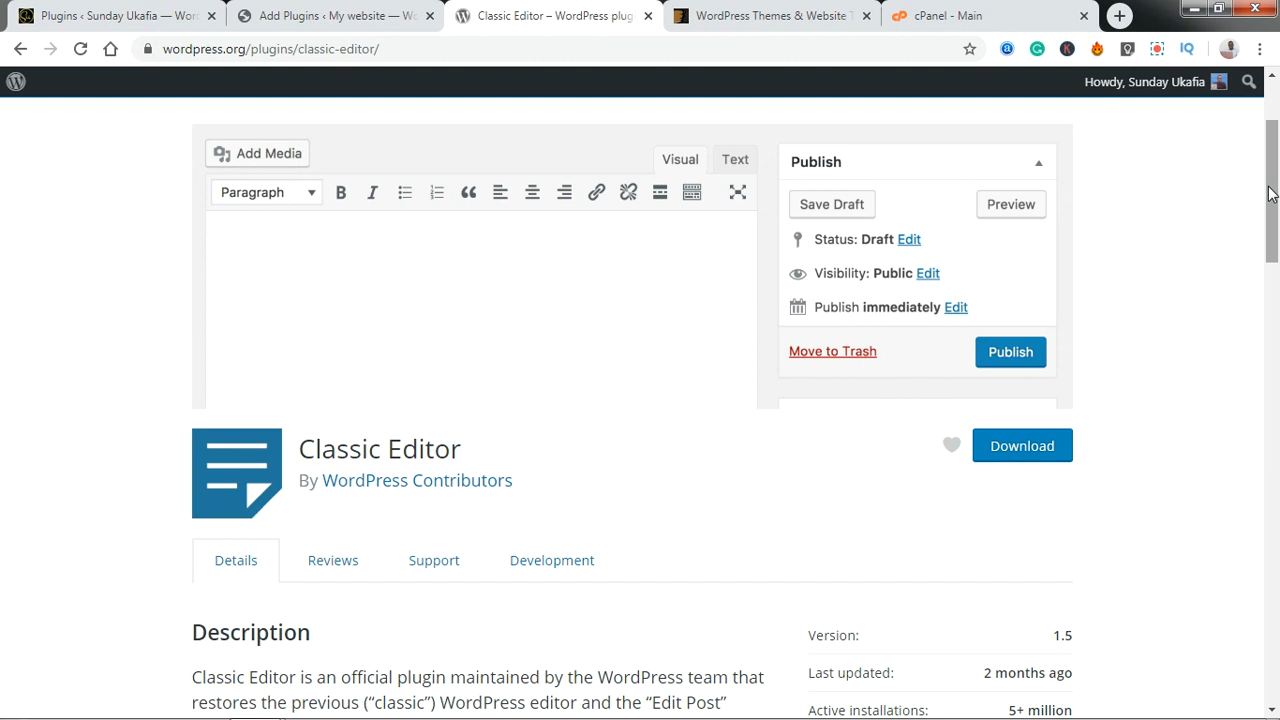 Plugins ‹ Sunday Ukafia — Wor
Add Plugins ‹ My website — Wo
Classic Editor – WordPress plug
WordPress Themes & Website T
cPanel - Main
wordpress.org/plugins/classic-editor/
Howdy, Sunday Ukafia
Add Media
Visual
Text
Paragraph
Publish
Save Draft
Preview
Status: Draft Edit
Visibility: Public Edit
Publish immediately Edit
Move to Trash
Publish
Classic Editor
Download
By WordPress Contributors
Details
Reviews
Support
Development
Description
Version:
1.5
Classic Editor is an official plugin maintained by the WordPress team that
Last updated:
2 months ago
restores the previous (“classic”) WordPress editor and the “Edit Post”
Active installations:
5+ million